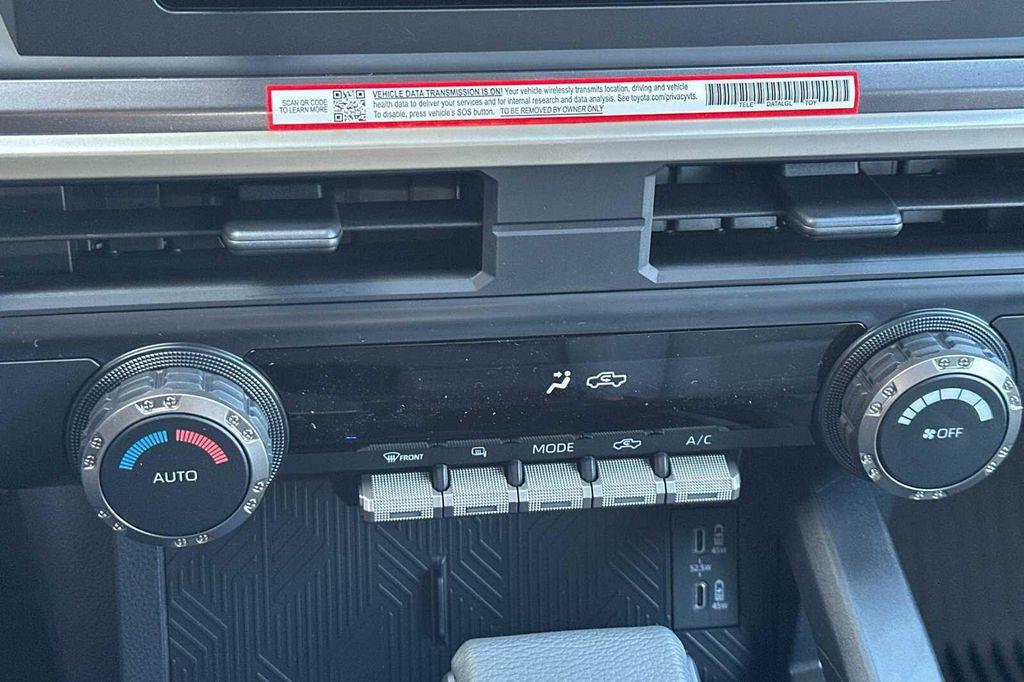 SCAN QR CODE
TO LEARN MORE
VEHICLE DATA TRANSMISSION IS ON! Your vehicle wirelessly transmits location, driving and vehicle
health data to deliver your services and for internal research and data analysis. See toyota.com/privacyvts.
To disable, press vehicle's SOS button. TO BE REMOVED BY OWNER ONLY
TELE DATALGL TOY
AUTO
FRONT
MODE
A/C
OFF
45W
52.5W
45W